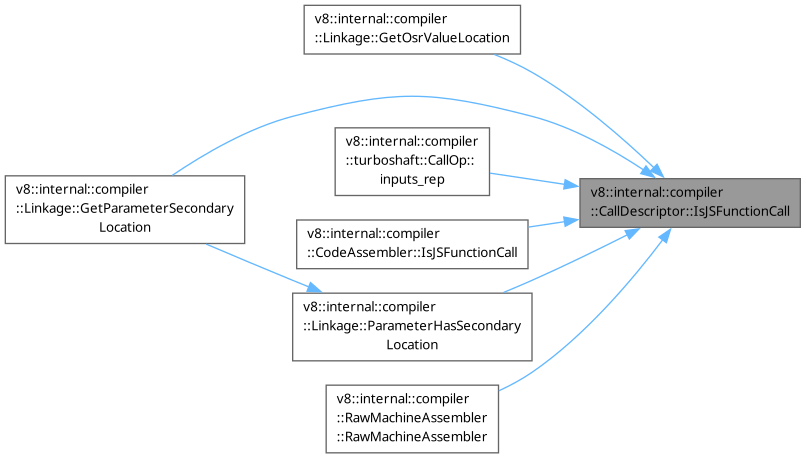 v8::internal::compiler
::Linkage::GetOsrValueLocation
v8::internal::compiler
::turboshaft::CallOp::
inputs_rep
v8::internal::compiler
::Linkage::GetParameterSecondary
Location
v8::internal::compiler
::CallDescriptor::IsJSFunctionCall
v8::internal::compiler
::CodeAssembler::IsJSFunctionCall
v8::internal::compiler
::Linkage::ParameterHasSecondary
Location
v8::internal::compiler
::RawMachineAssembler
::RawMachineAssembler